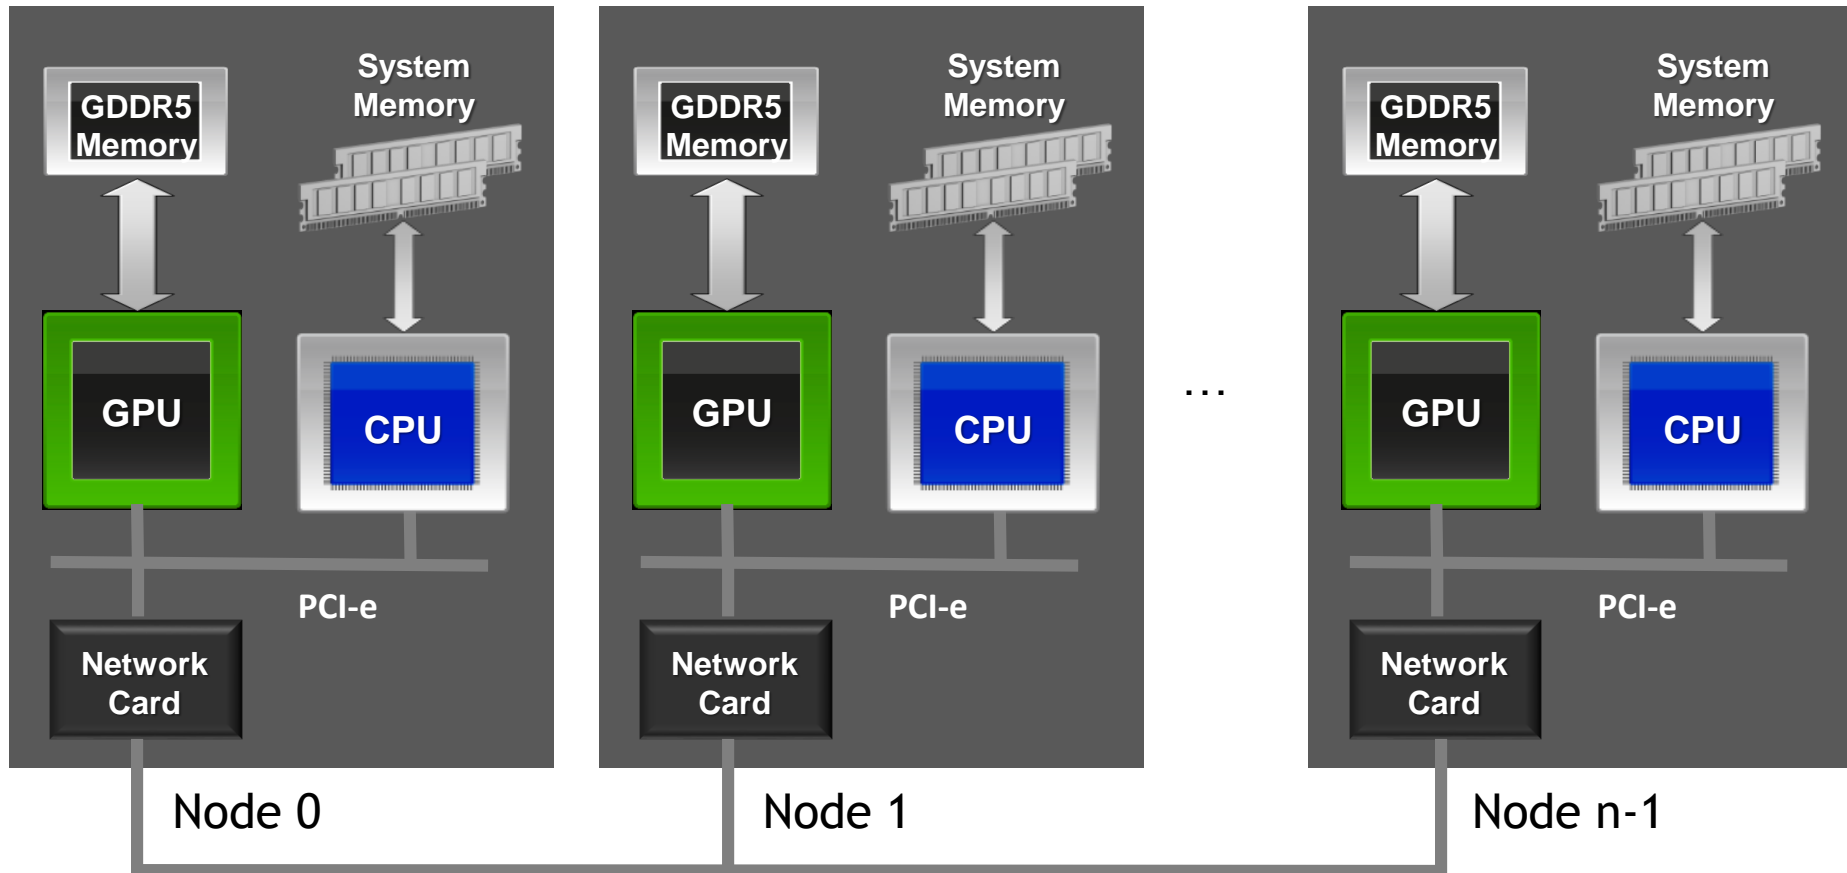 GDDR5
Memory
System
Memory
GPU
CPU
PCI-e
Network
Card
Node 0
GDDR5
Memory
System
Memory
GPU
CPU
PCI-e
Network
Card
Node 1
...
GDDR5
Memory
System
Memory
GPU
CPU
PCI-e
Network
Card
Node n-1